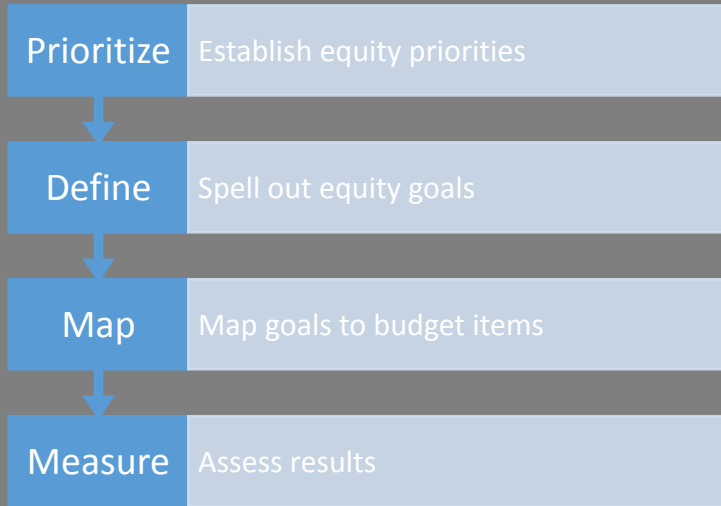 Prioritize
Establish equity priorities
Define
Spell out equity goals
Map
Map goals to budget items
Measure
Assess results